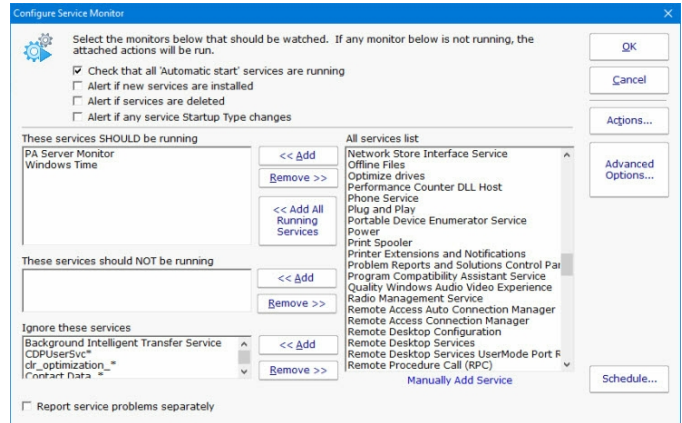 Configure Service Monitor
Select the monitors below that should be watched. If any monitor below is not running, the
attached actions will be run.
Check that all 'Automatic start' services are running
Alert if new services are installed
Alert if services are deleted
Alert if any service Startup Type changes
OK
Cancel
Actions...
Advanced
Options...
These services SHOULD be running
PA Server Monitor
Windows Time
<< Add
Remove >>
<< Add All
Running
Services
These services should NOT be running
<< Add
Remove >>
Ignore these services
Background Intelligent Transfer Service
CDPUserSvc*
clr_optimization_*
Contact Data_*
<< Add
Remove >>
All services list
Network Store Interface Service
Offline Files
Optimize drives
Performance Counter DLL Host
Phone Service
Plug and Play
Portable Device Enumerator Service
Power
Print Spooler
Printer Extensions and Notifications
Problem Reports and Solutions Control Par
Program Compatibility Assistant Service
Quality Windows Audio Video Experience
Radio Management Service
Remote Access Auto Connection Manager
Remote Access Connection Manager
Remote Desktop Configuration
Remote Desktop Services
Remote Desktop Services UserMode Port R
Remote Procedure Call (RPC)
Manually Add Service
Schedule...
Report service problems separately